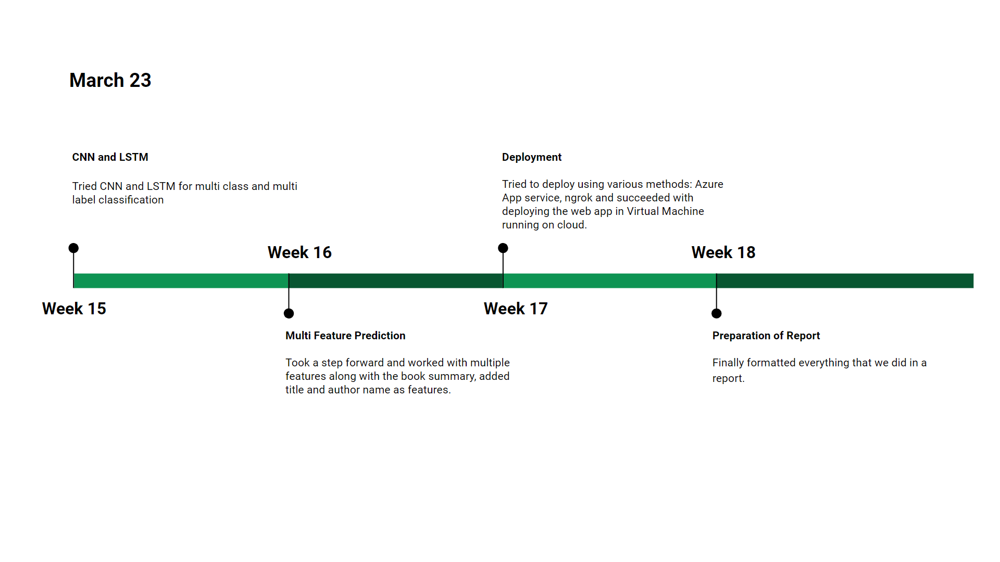 March 23
CNN and LSTM
Tried CNN and LSTM for multi class and multi
label classification
Deployment
Tried to deploy using various methods: Azure
App service, ngrok and succeeded with
deploying the web app in Virtual Machine
running on cloud.
Week 16
Week 18
Week 15
Week 17
Multi Feature Prediction
Took a step forward and worked with multiple
features along with the book summary, added
title and author name as features.
Preparation of Report
Finally formatted everything that we did in a
report.